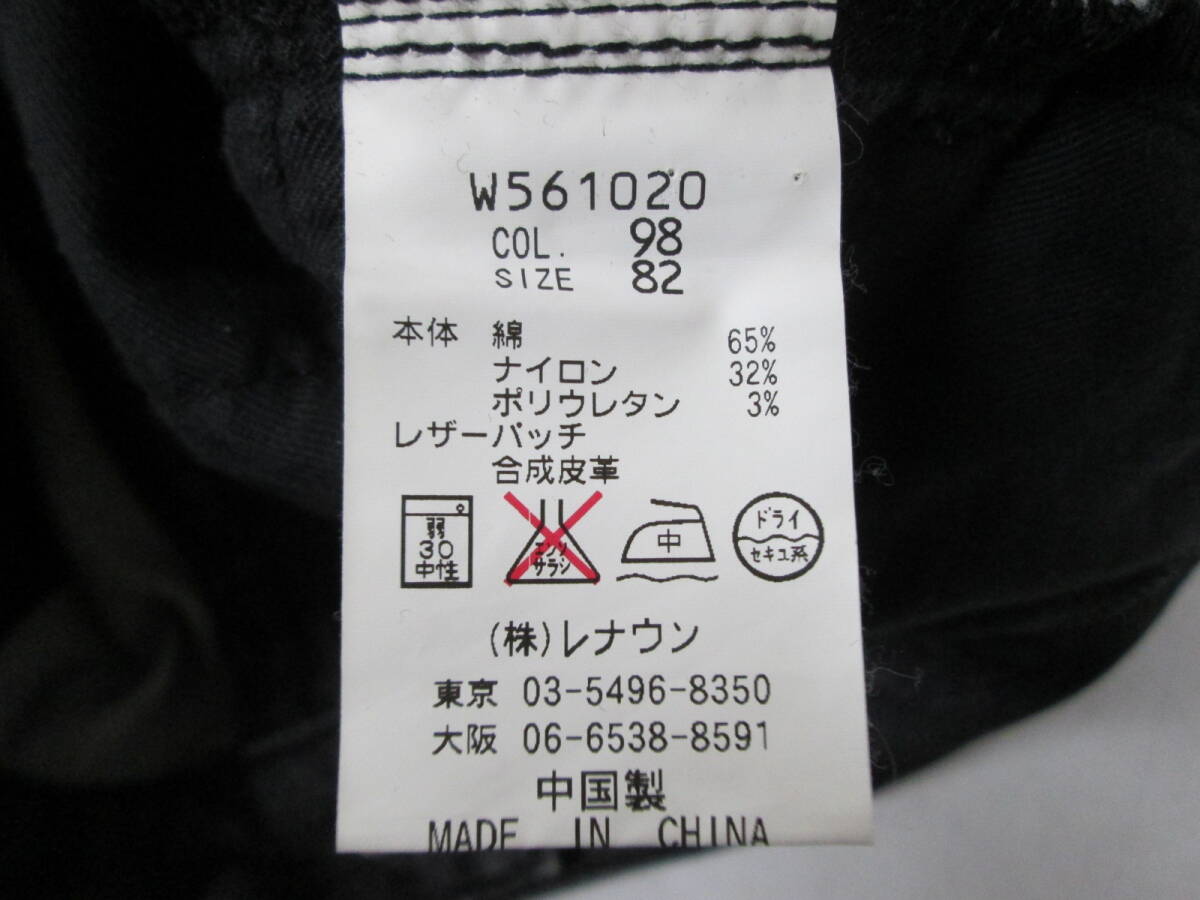 W561020
COL. 98
SIZE 82
本体 綿 65%
ナイロン 32%
ポリウレタン 3%
レザーパッチ
合成皮革
弱
30
中性
エンソ
サラシ
中
ドライ
セキユ系
(株)レナウン
東京 03-5496-8350
大阪 06-6538-8591
中国製
MADE IN CHINA